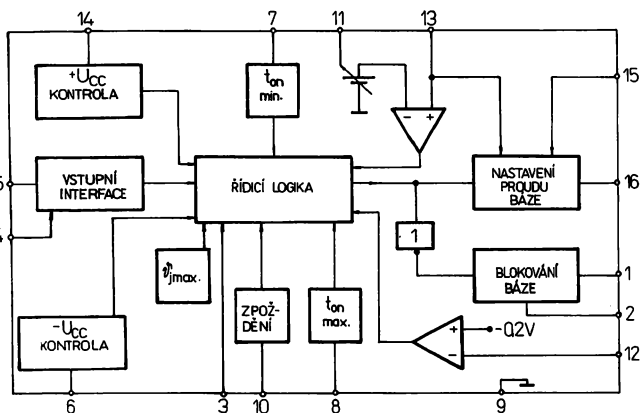 14
7
11
13
+UCC
KONTROLA
ton
min.
-
+
15
5
VSTUPNÍ
INTERFACE
ŘÍDICÍ LOGIKA
NASTAVENÍ
PROUDU
BÁZE
16
1
ϑjmax.
ZPOŽ-
DĚNÍ
ton
max.
BLOKOVÁNÍ
BÁZE
1
2
-UCC
KONTROLA
+
-0,2V
-
12
6
3
10
8
9